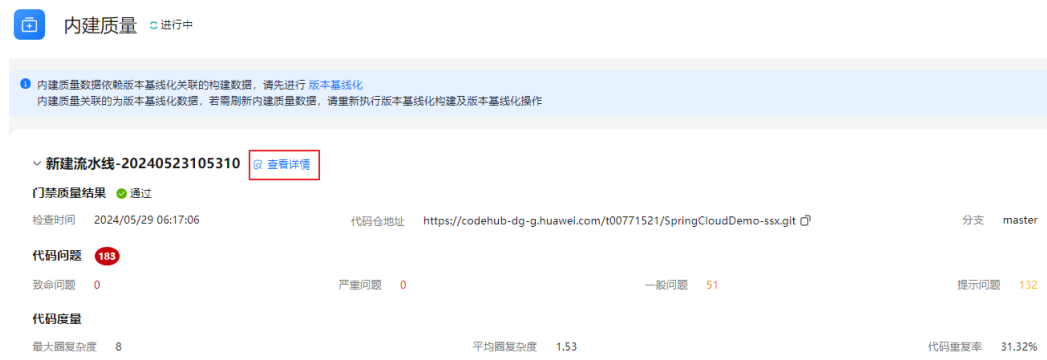 内建质量 进行中
内建质量数据依赖版本基线化关联的构建数据，请先进行 版本基线化
内建质量关联的为版本基线化数据，若需刷新内建质量数据，请重新执行版本基线化构建及版本基线化操作
新建流水线-20240523105310 查看详情
门禁质量结果 通过
检查时间 2024/05/29 06:17:06 代码仓地址 https://codehub-dg-g.huawei.com/t00771521/SpringCloudDemo-ssx.git 分支 master
代码问题 183
致命问题 0 严重问题 0 一般问题 51 提示问题 132
代码度量
最大圈复杂度 8 平均圈复杂度 1.53 代码重复率 31.32%